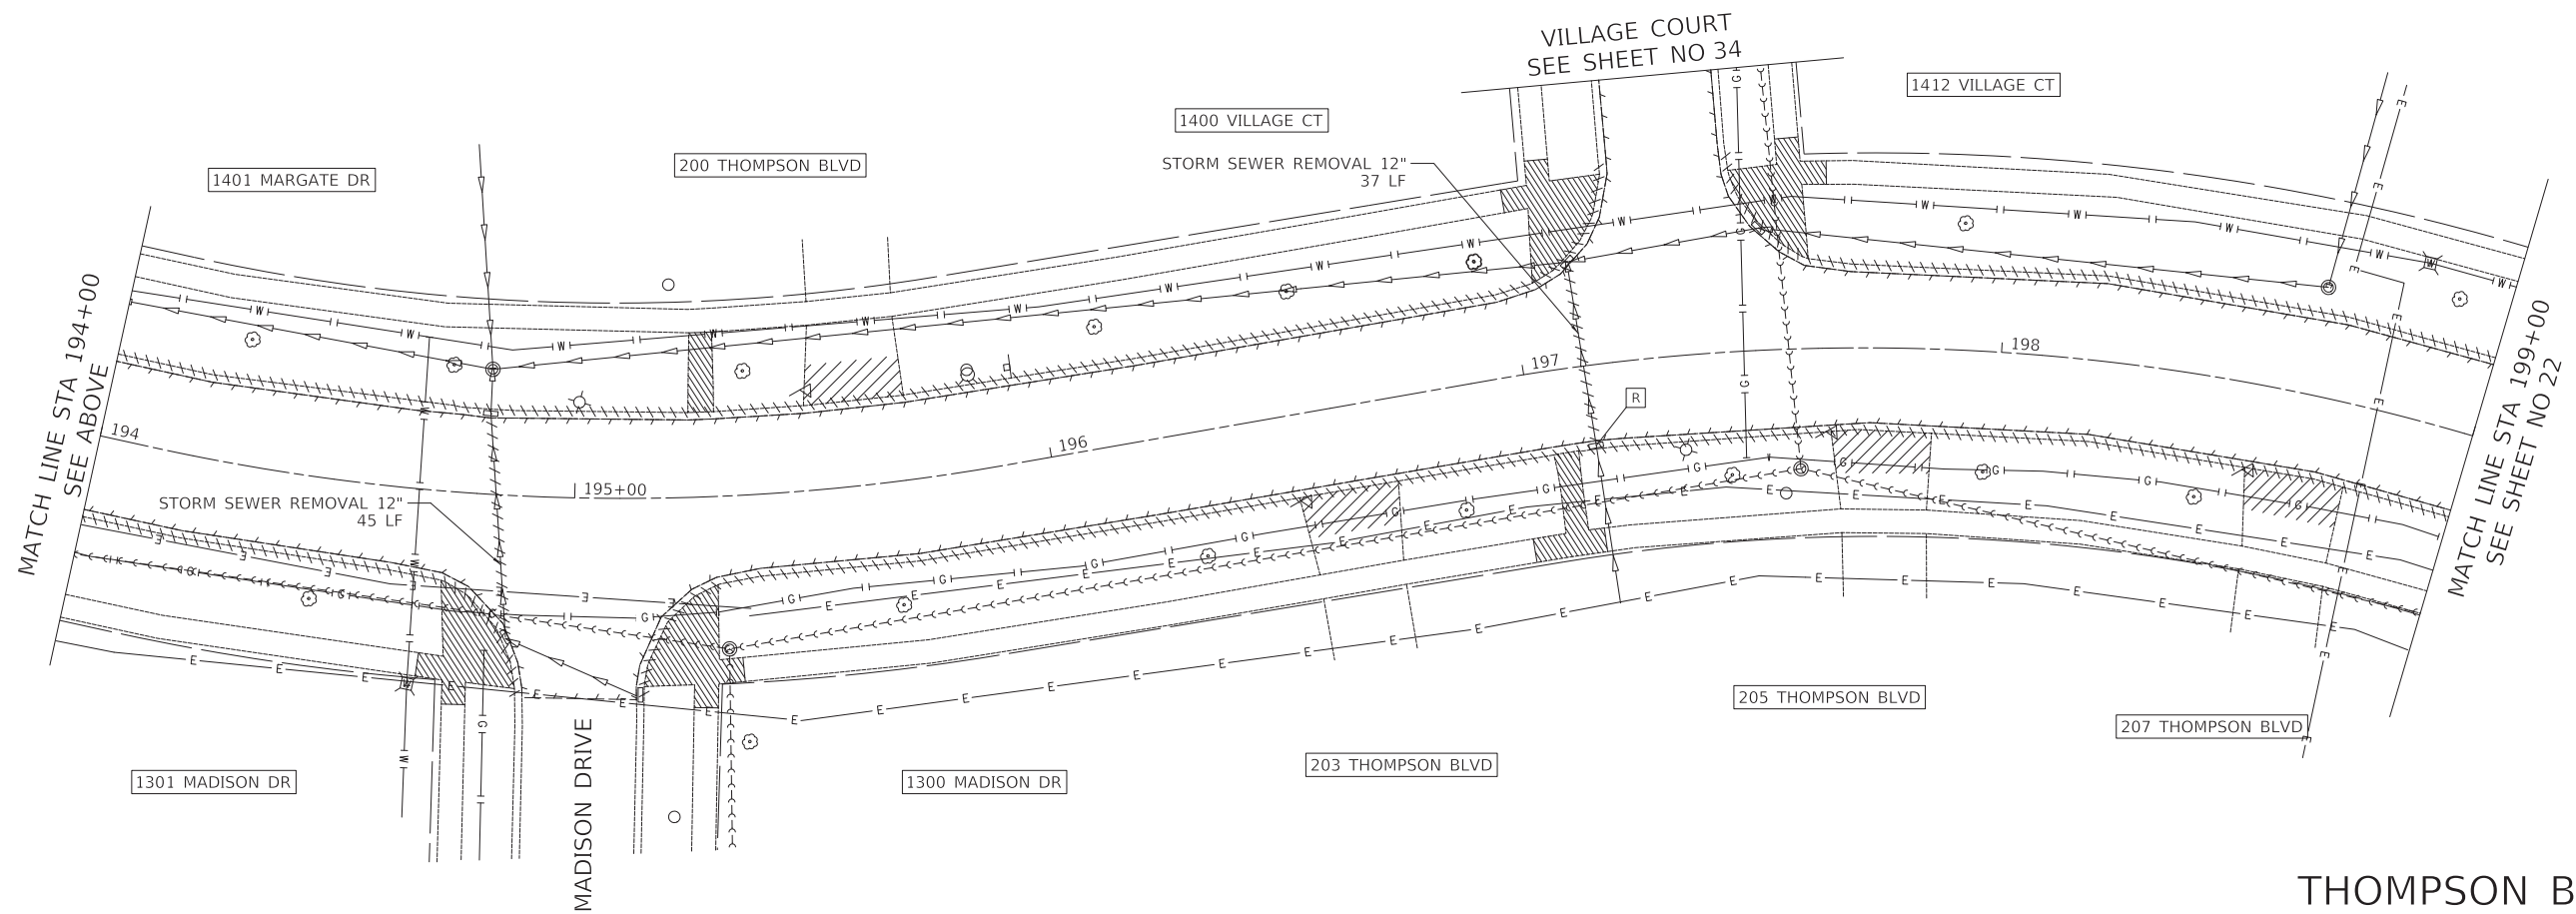 VILLAGE COURT
SEE SHEET NO 34
1412 VILLAGE CT
1400 VILLAGE CT
200 THOMPSON BLVD
1401 MARGATE DR
STORM SEWER REMOVAL 12"
37 LF
MATCH LINE STA 194+00
SEE ABOVE
MATCH LINE STA 199+00
SEE SHEET NO 22
194
195+00
196
197
198
R
STORM SEWER REMOVAL 12"
45 LF
205 THOMPSON BLVD
207 THOMPSON BLVD
203 THOMPSON BLVD
1301 MADISON DR
MADISON DRIVE
1300 MADISON DR
THOMPSON B